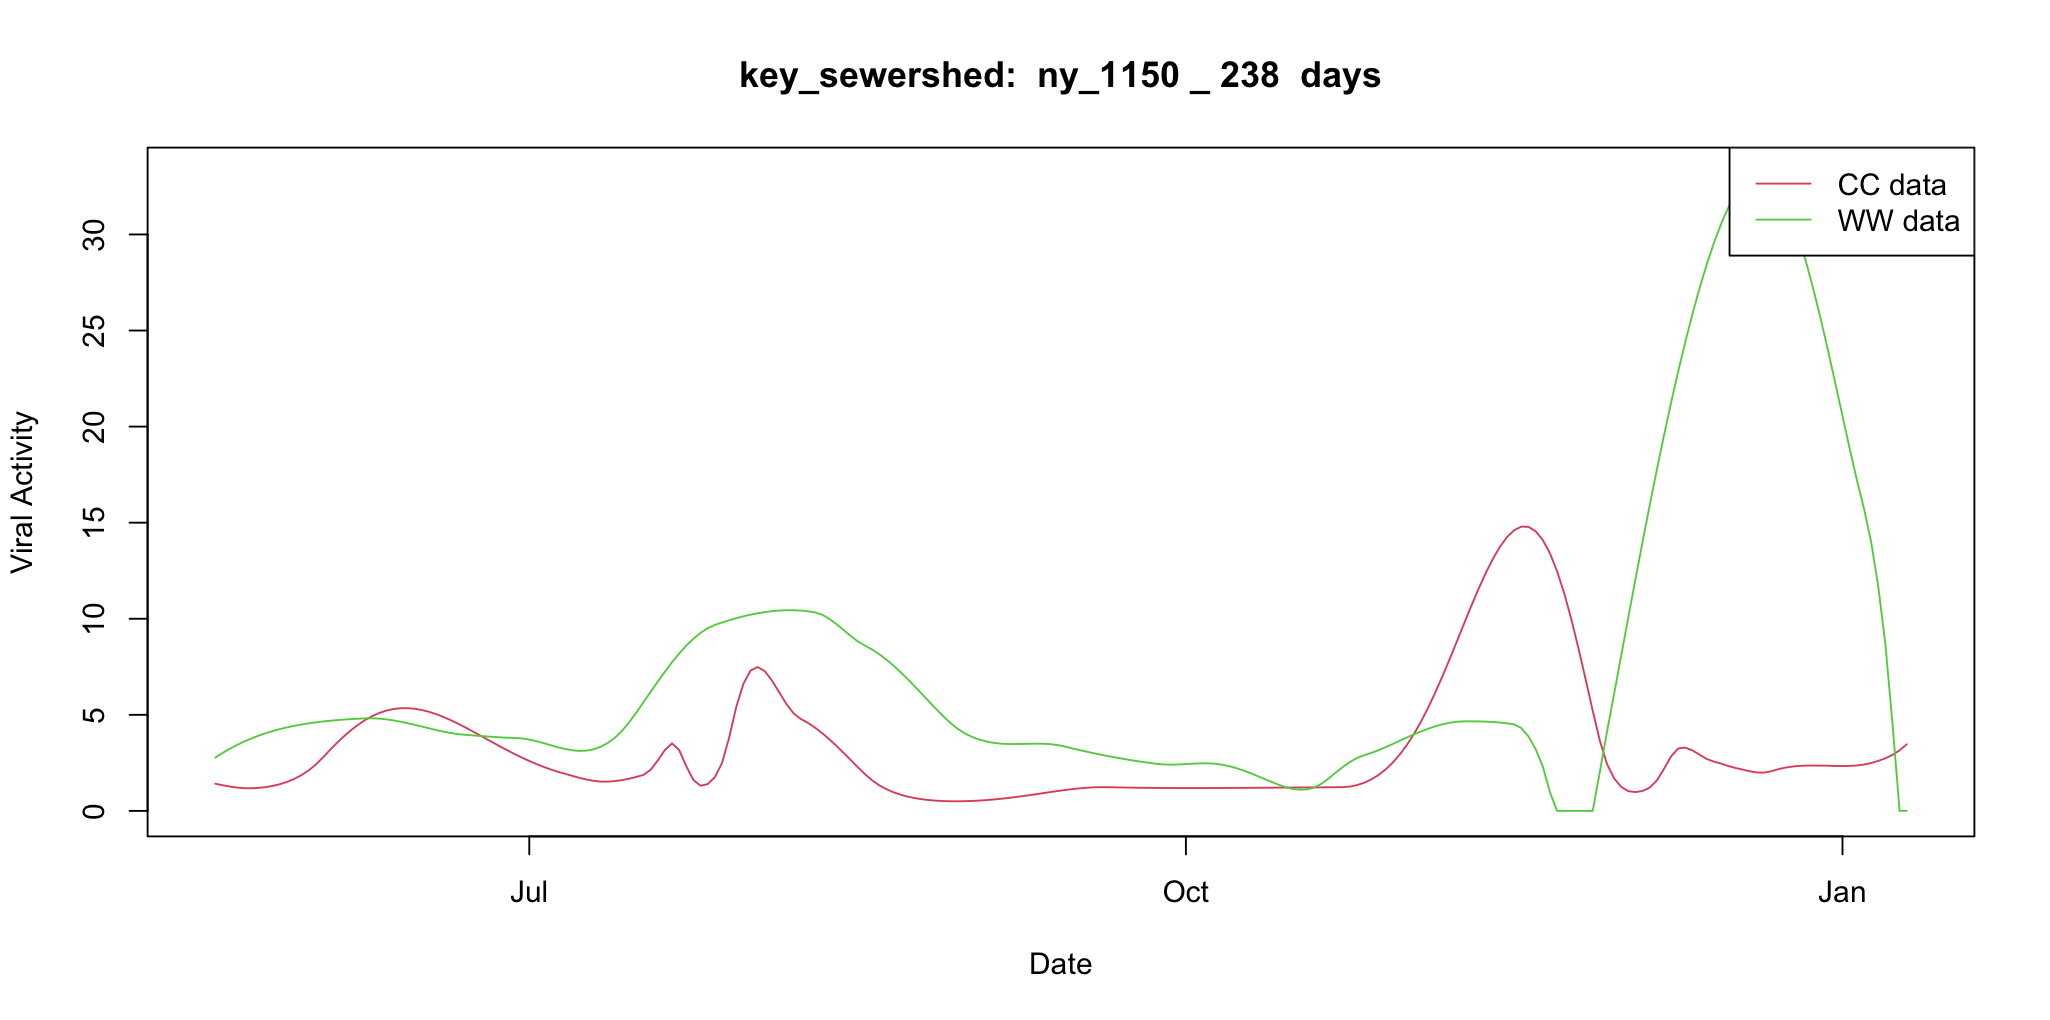 key_sewershed:  ny_1150 _ 238  days
CC data
WW data
Viral Activity
30
25
20
15
10
5
0
Jul
Oct
Jan
Date